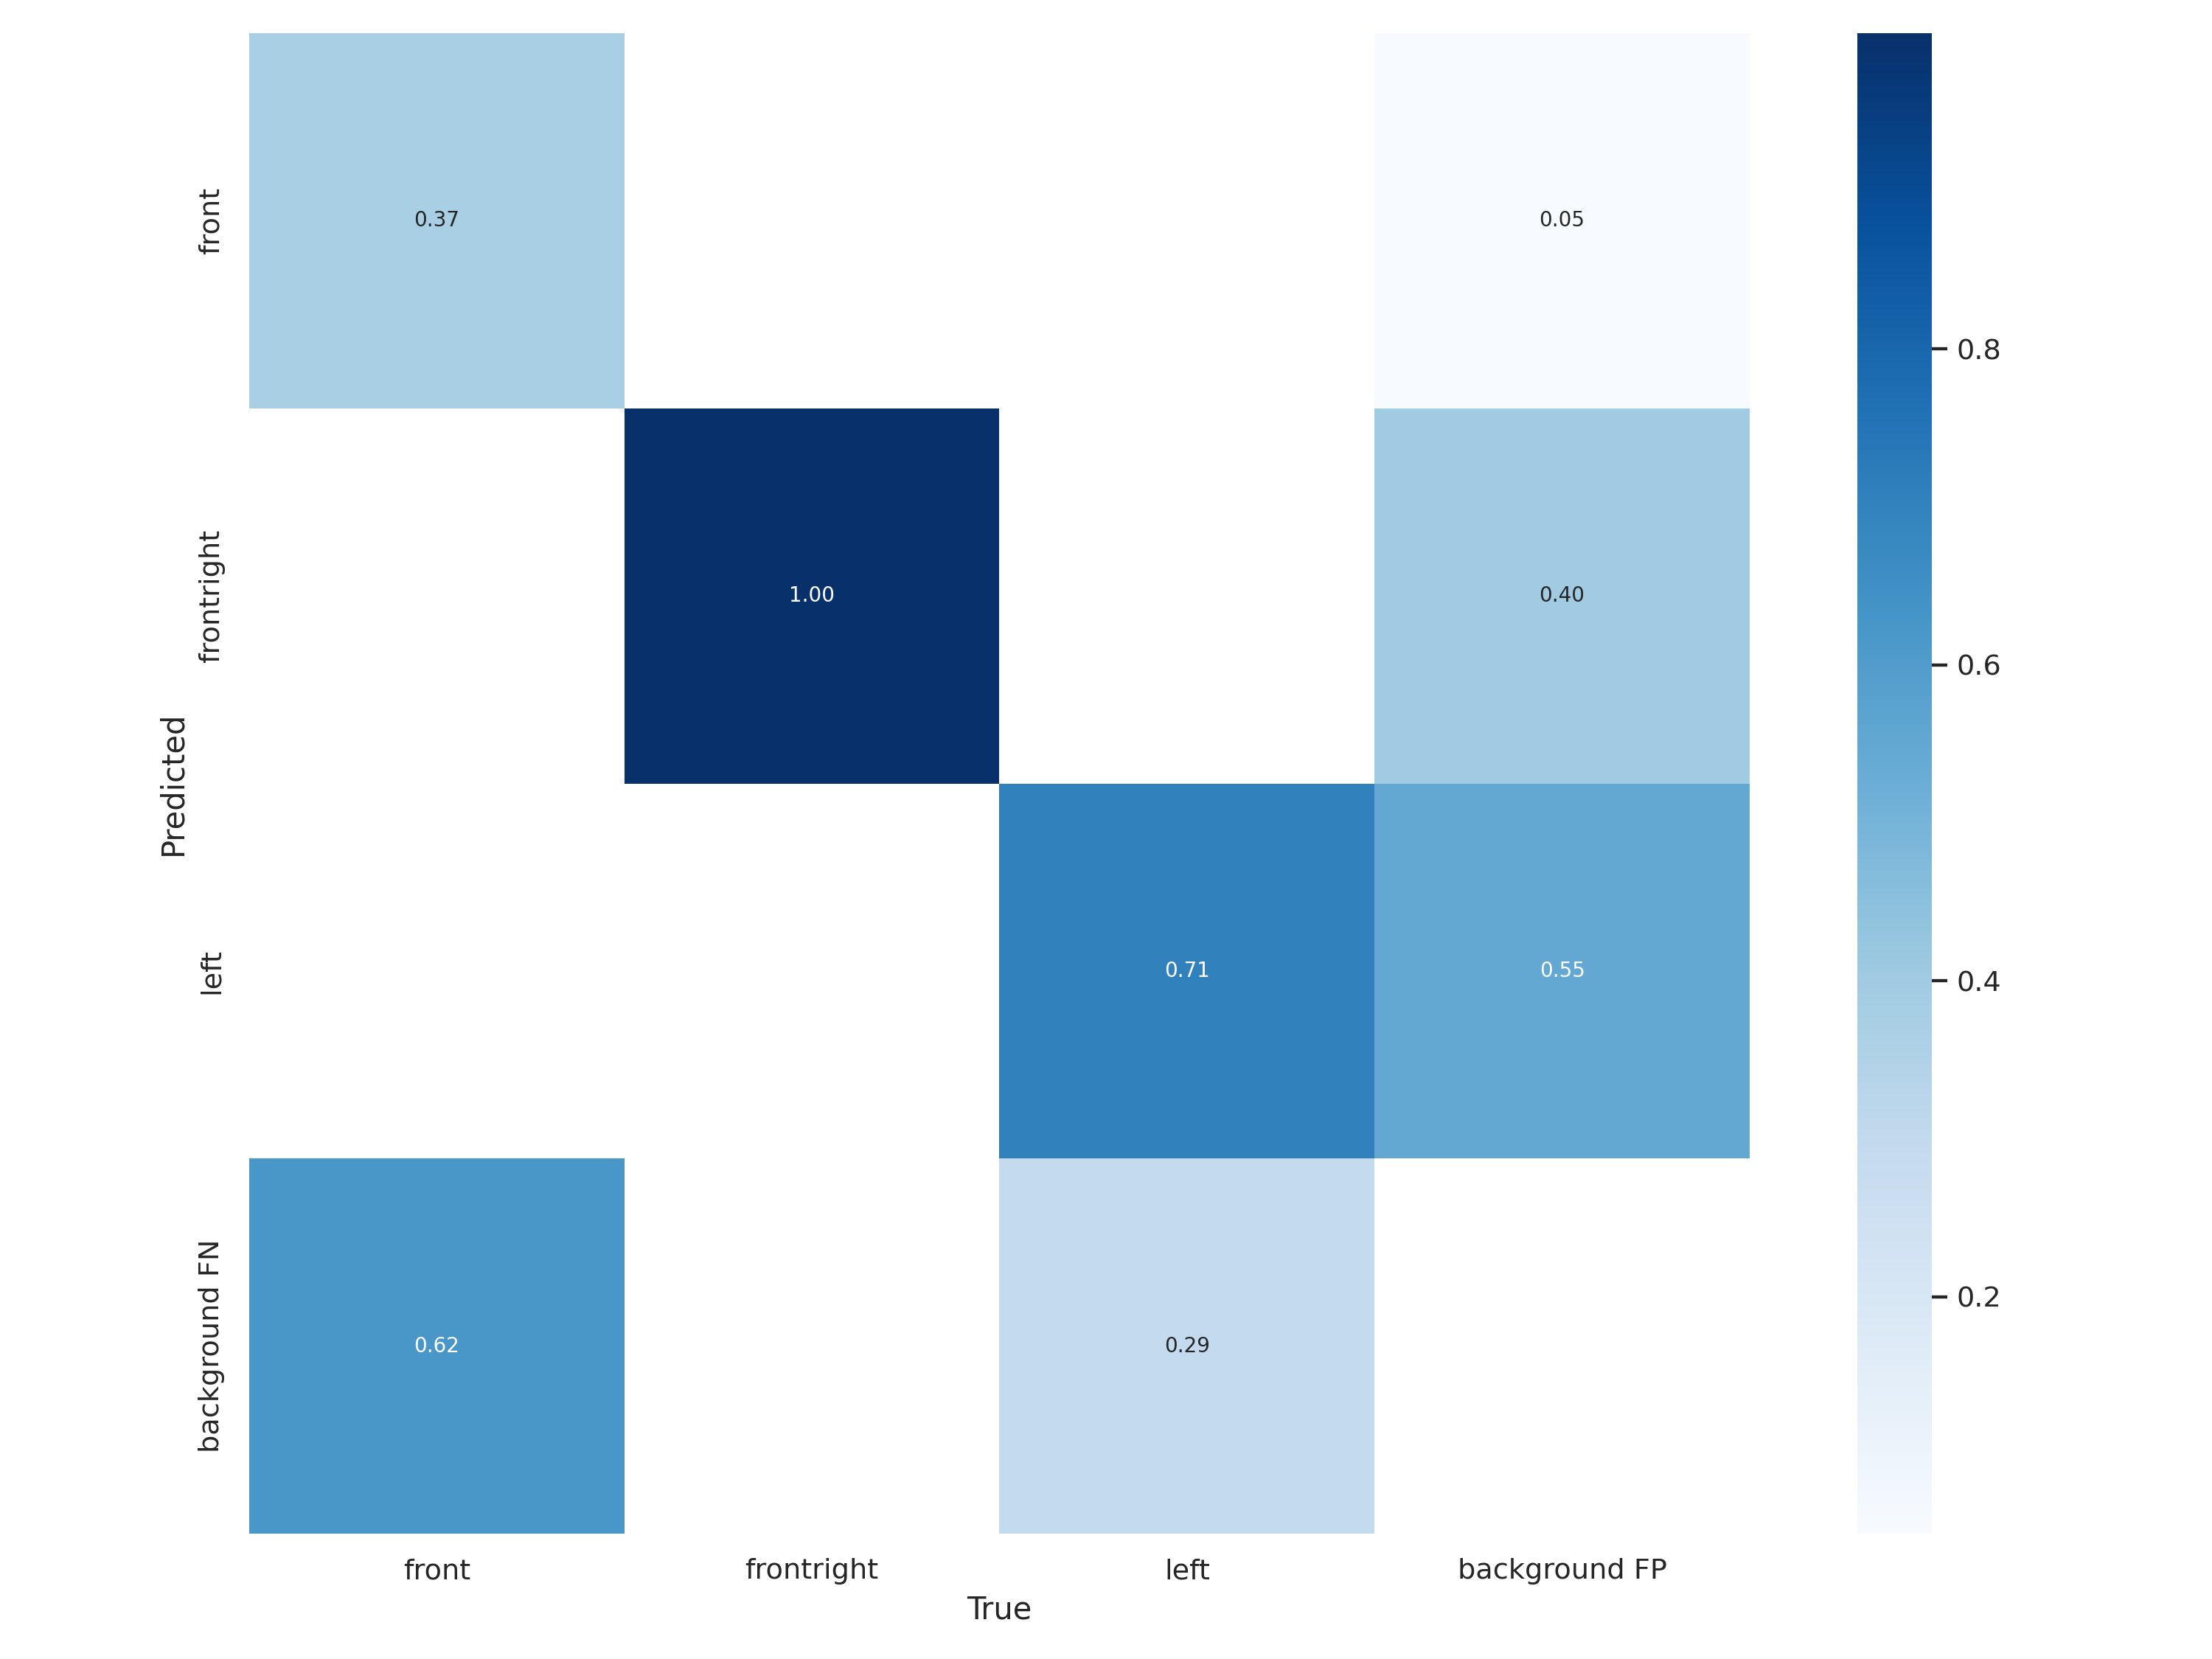 front
0.37
0.05
0.8
frontright
1.00
0.40
0.6
Predicted
left
0.71
0.55
0.4
background FN
0.62
0.29
0.2
front
frontright
left
background FP
True